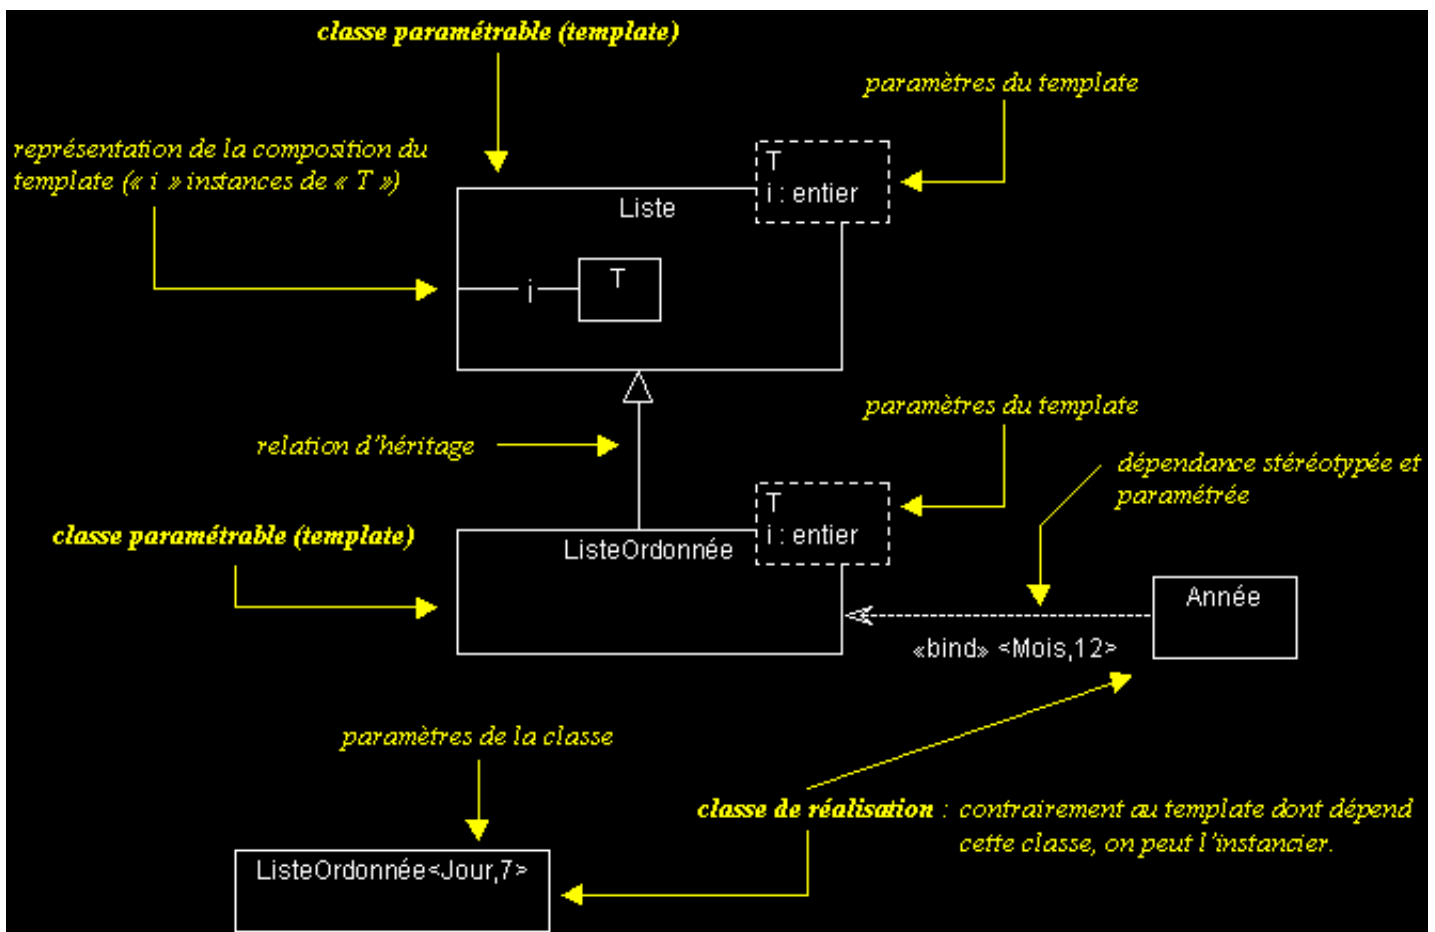 classe paramétrable (template)
paramètres du template
représentation de la composition du
template (« i » instances de « T »)
T
i : entier
Liste
T
i
paramètres du template
relation d'héritage
dépendance stéréotypée et
paramétrée
T
i : entier
classe paramétrable (template)
ListeOrdonnée
Année
«bind» <Mois,12>
paramètres de la classe
classe de réalisation : contrairement au template dont dépend
cette classe, on peut l'instancier.
ListeOrdonnée<Jour,7>